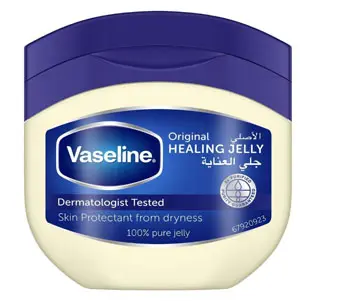 Original الأصلي
HEALING JELLY
جلي العناية
Vaseline.
Dermatologist Tested
Skin Protectant from dryness
100% pure jelly
67920923